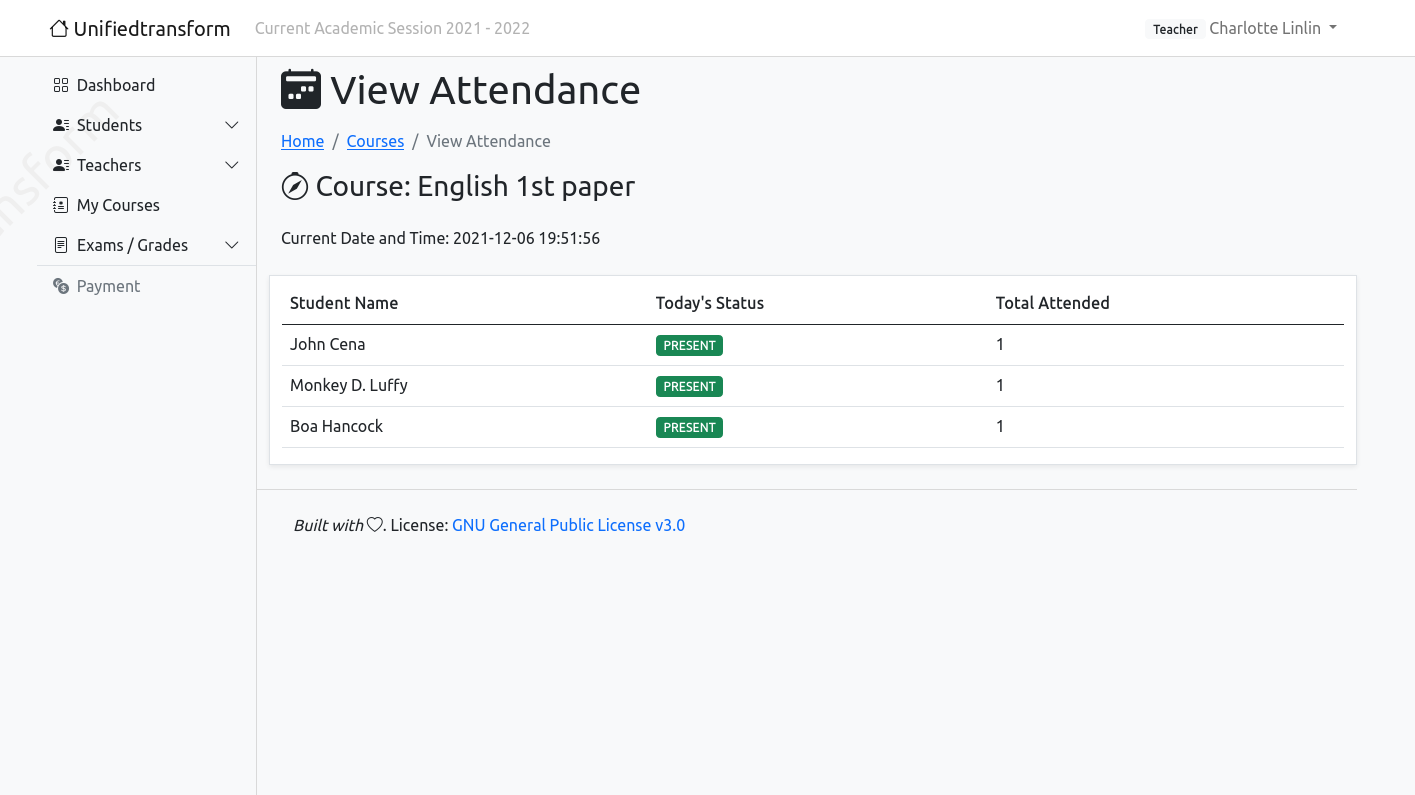 Unifiedtransform Current Academic Session 2021 - 2022 Teacher Charlotte Linlin
Dashboard
Students
Teachers
My Courses
Exams / Grades
Payment
View Attendance
Home / Courses / View Attendance
Course: English 1st paper
Current Date and Time: 2021-12-06 19:51:56
Student Name Today's Status Total Attended
John Cena PRESENT 1
Monkey D. Luffy PRESENT 1
Boa Hancock PRESENT 1
Built with . License: GNU General Public License v3.0